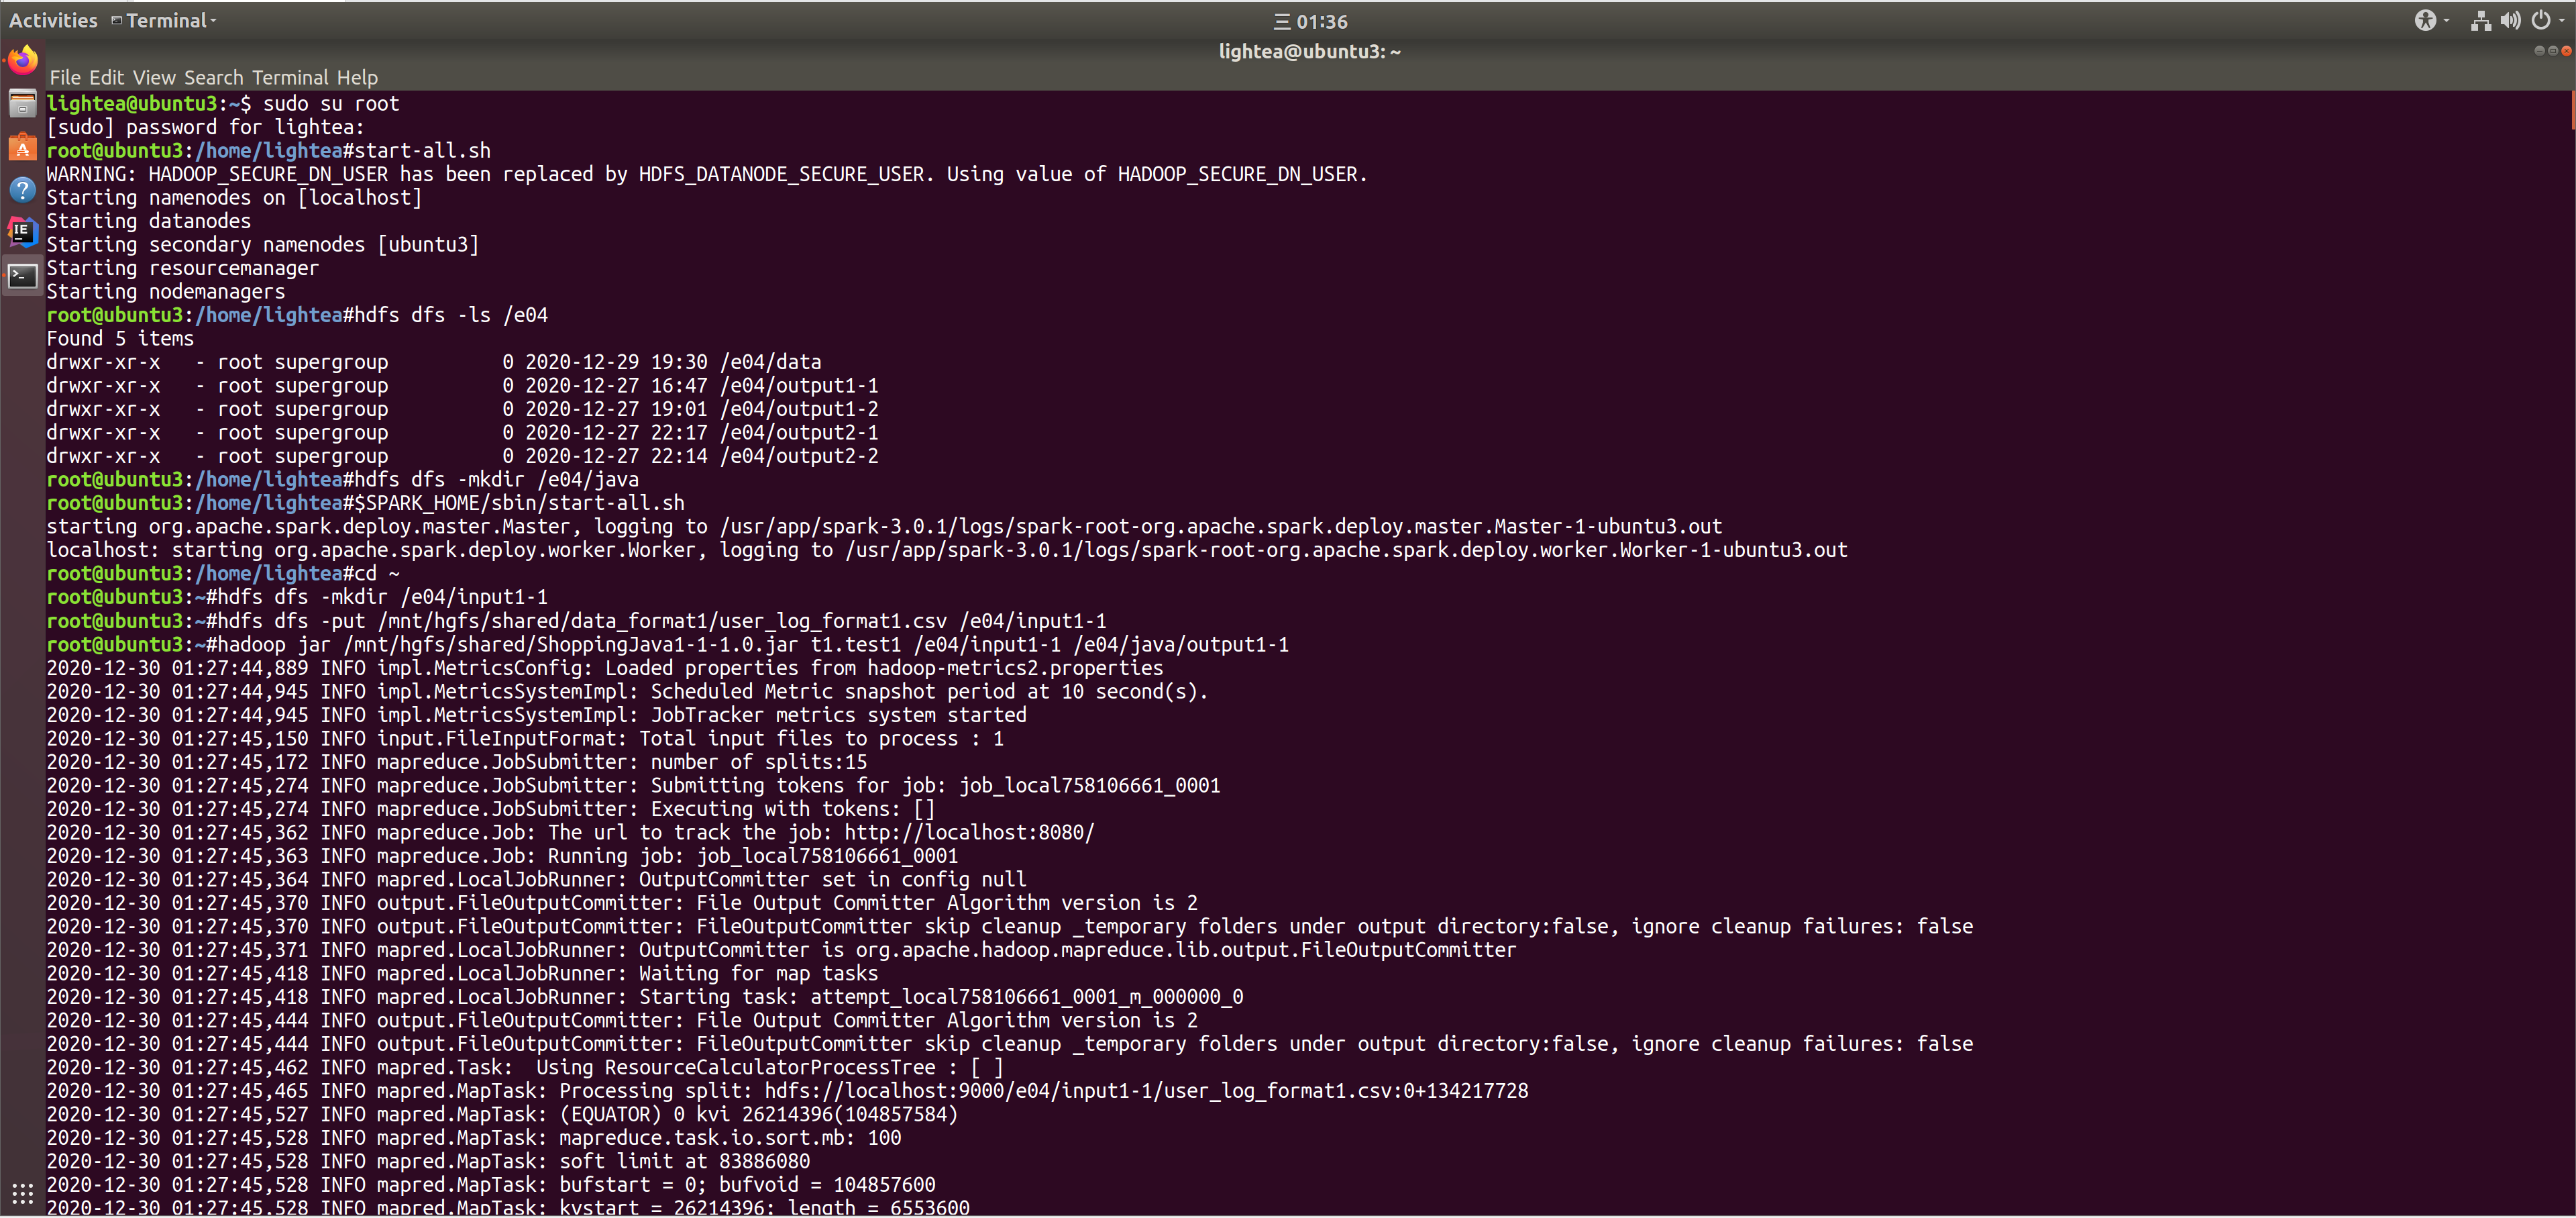 Activities Terminal
三 01:36
lightea@ubuntu3: ~
File Edit View Search Terminal Help
lightea@ubuntu3:~$ sudo su root
[sudo] password for lightea:
root@ubuntu3:/home/lightea#start-all.sh
WARNING: HADOOP_SECURE_DN_USER has been replaced by HDFS_DATANODE_SECURE_USER. Using value of HADOOP_SECURE_DN_USER.
Starting namenodes on [localhost]
Starting datanodes
Starting secondary namenodes [ubuntu3]
Starting resourcemanager
Starting nodemanagers
root@ubuntu3:/home/lightea#hdfs dfs -ls /e04
Found 5 items
drwxr-xr-x   - root supergroup          0 2020-12-29 19:30 /e04/data
drwxr-xr-x   - root supergroup          0 2020-12-27 16:47 /e04/output1-1
drwxr-xr-x   - root supergroup          0 2020-12-27 19:01 /e04/output1-2
drwxr-xr-x   - root supergroup          0 2020-12-27 22:17 /e04/output2-1
drwxr-xr-x   - root supergroup          0 2020-12-27 22:14 /e04/output2-2
root@ubuntu3:/home/lightea#hdfs dfs -mkdir /e04/java
root@ubuntu3:/home/lightea#$SPARK_HOME/sbin/start-all.sh
starting org.apache.spark.deploy.master.Master, logging to /usr/app/spark-3.0.1/logs/spark-root-org.apache.spark.deploy.master.Master-1-ubuntu3.out
localhost: starting org.apache.spark.deploy.worker.Worker, logging to /usr/app/spark-3.0.1/logs/spark-root-org.apache.spark.deploy.worker.Worker-1-ubuntu3.out
root@ubuntu3:/home/lightea#cd ~
root@ubuntu3:~#hdfs dfs -mkdir /e04/input1-1
root@ubuntu3:~#hdfs dfs -put /mnt/hgfs/shared/data_format1/user_log_format1.csv /e04/input1-1
root@ubuntu3:~#hadoop jar /mnt/hgfs/shared/ShoppingJava1-1-1.0.jar t1.test1 /e04/input1-1 /e04/java/output1-1
2020-12-30 01:27:44,889 INFO impl.MetricsConfig: Loaded properties from hadoop-metrics2.properties
2020-12-30 01:27:44,945 INFO impl.MetricsSystemImpl: Scheduled Metric snapshot period at 10 second(s).
2020-12-30 01:27:44,945 INFO impl.MetricsSystemImpl: JobTracker metrics system started
2020-12-30 01:27:45,150 INFO input.FileInputFormat: Total input files to process : 1
2020-12-30 01:27:45,172 INFO mapreduce.JobSubmitter: number of splits:15
2020-12-30 01:27:45,274 INFO mapreduce.JobSubmitter: Submitting tokens for job: job_local758106661_0001
2020-12-30 01:27:45,274 INFO mapreduce.JobSubmitter: Executing with tokens: []
2020-12-30 01:27:45,362 INFO mapreduce.Job: The url to track the job: http://localhost:8080/
2020-12-30 01:27:45,363 INFO mapreduce.Job: Running job: job_local758106661_0001
2020-12-30 01:27:45,364 INFO mapred.LocalJobRunner: OutputCommitter set in config null
2020-12-30 01:27:45,370 INFO output.FileOutputCommitter: File Output Committer Algorithm version is 2
2020-12-30 01:27:45,370 INFO output.FileOutputCommitter: FileOutputCommitter skip cleanup _temporary folders under output directory:false, ignore cleanup failures: false
2020-12-30 01:27:45,371 INFO mapred.LocalJobRunner: OutputCommitter is org.apache.hadoop.mapreduce.lib.output.FileOutputCommitter
2020-12-30 01:27:45,418 INFO mapred.LocalJobRunner: Waiting for map tasks
2020-12-30 01:27:45,418 INFO mapred.LocalJobRunner: Starting task: attempt_local758106661_0001_m_000000_0
2020-12-30 01:27:45,444 INFO output.FileOutputCommitter: File Output Committer Algorithm version is 2
2020-12-30 01:27:45,444 INFO output.FileOutputCommitter: FileOutputCommitter skip cleanup _temporary folders under output directory:false, ignore cleanup failures: false
2020-12-30 01:27:45,462 INFO mapred.Task:  Using ResourceCalculatorProcessTree : [ ]
2020-12-30 01:27:45,465 INFO mapred.MapTask: Processing split: hdfs://localhost:9000/e04/input1-1/user_log_format1.csv:0+134217728
2020-12-30 01:27:45,527 INFO mapred.MapTask: (EQUATOR) 0 kvi 26214396(104857584)
2020-12-30 01:27:45,528 INFO mapred.MapTask: mapreduce.task.io.sort.mb: 100
2020-12-30 01:27:45,528 INFO mapred.MapTask: soft limit at 83886080
2020-12-30 01:27:45,528 INFO mapred.MapTask: bufstart = 0; bufvoid = 104857600
2020-12-30 01:27:45,528 INFO mapred.MapTask: kvstart = 26214396; length = 6553600